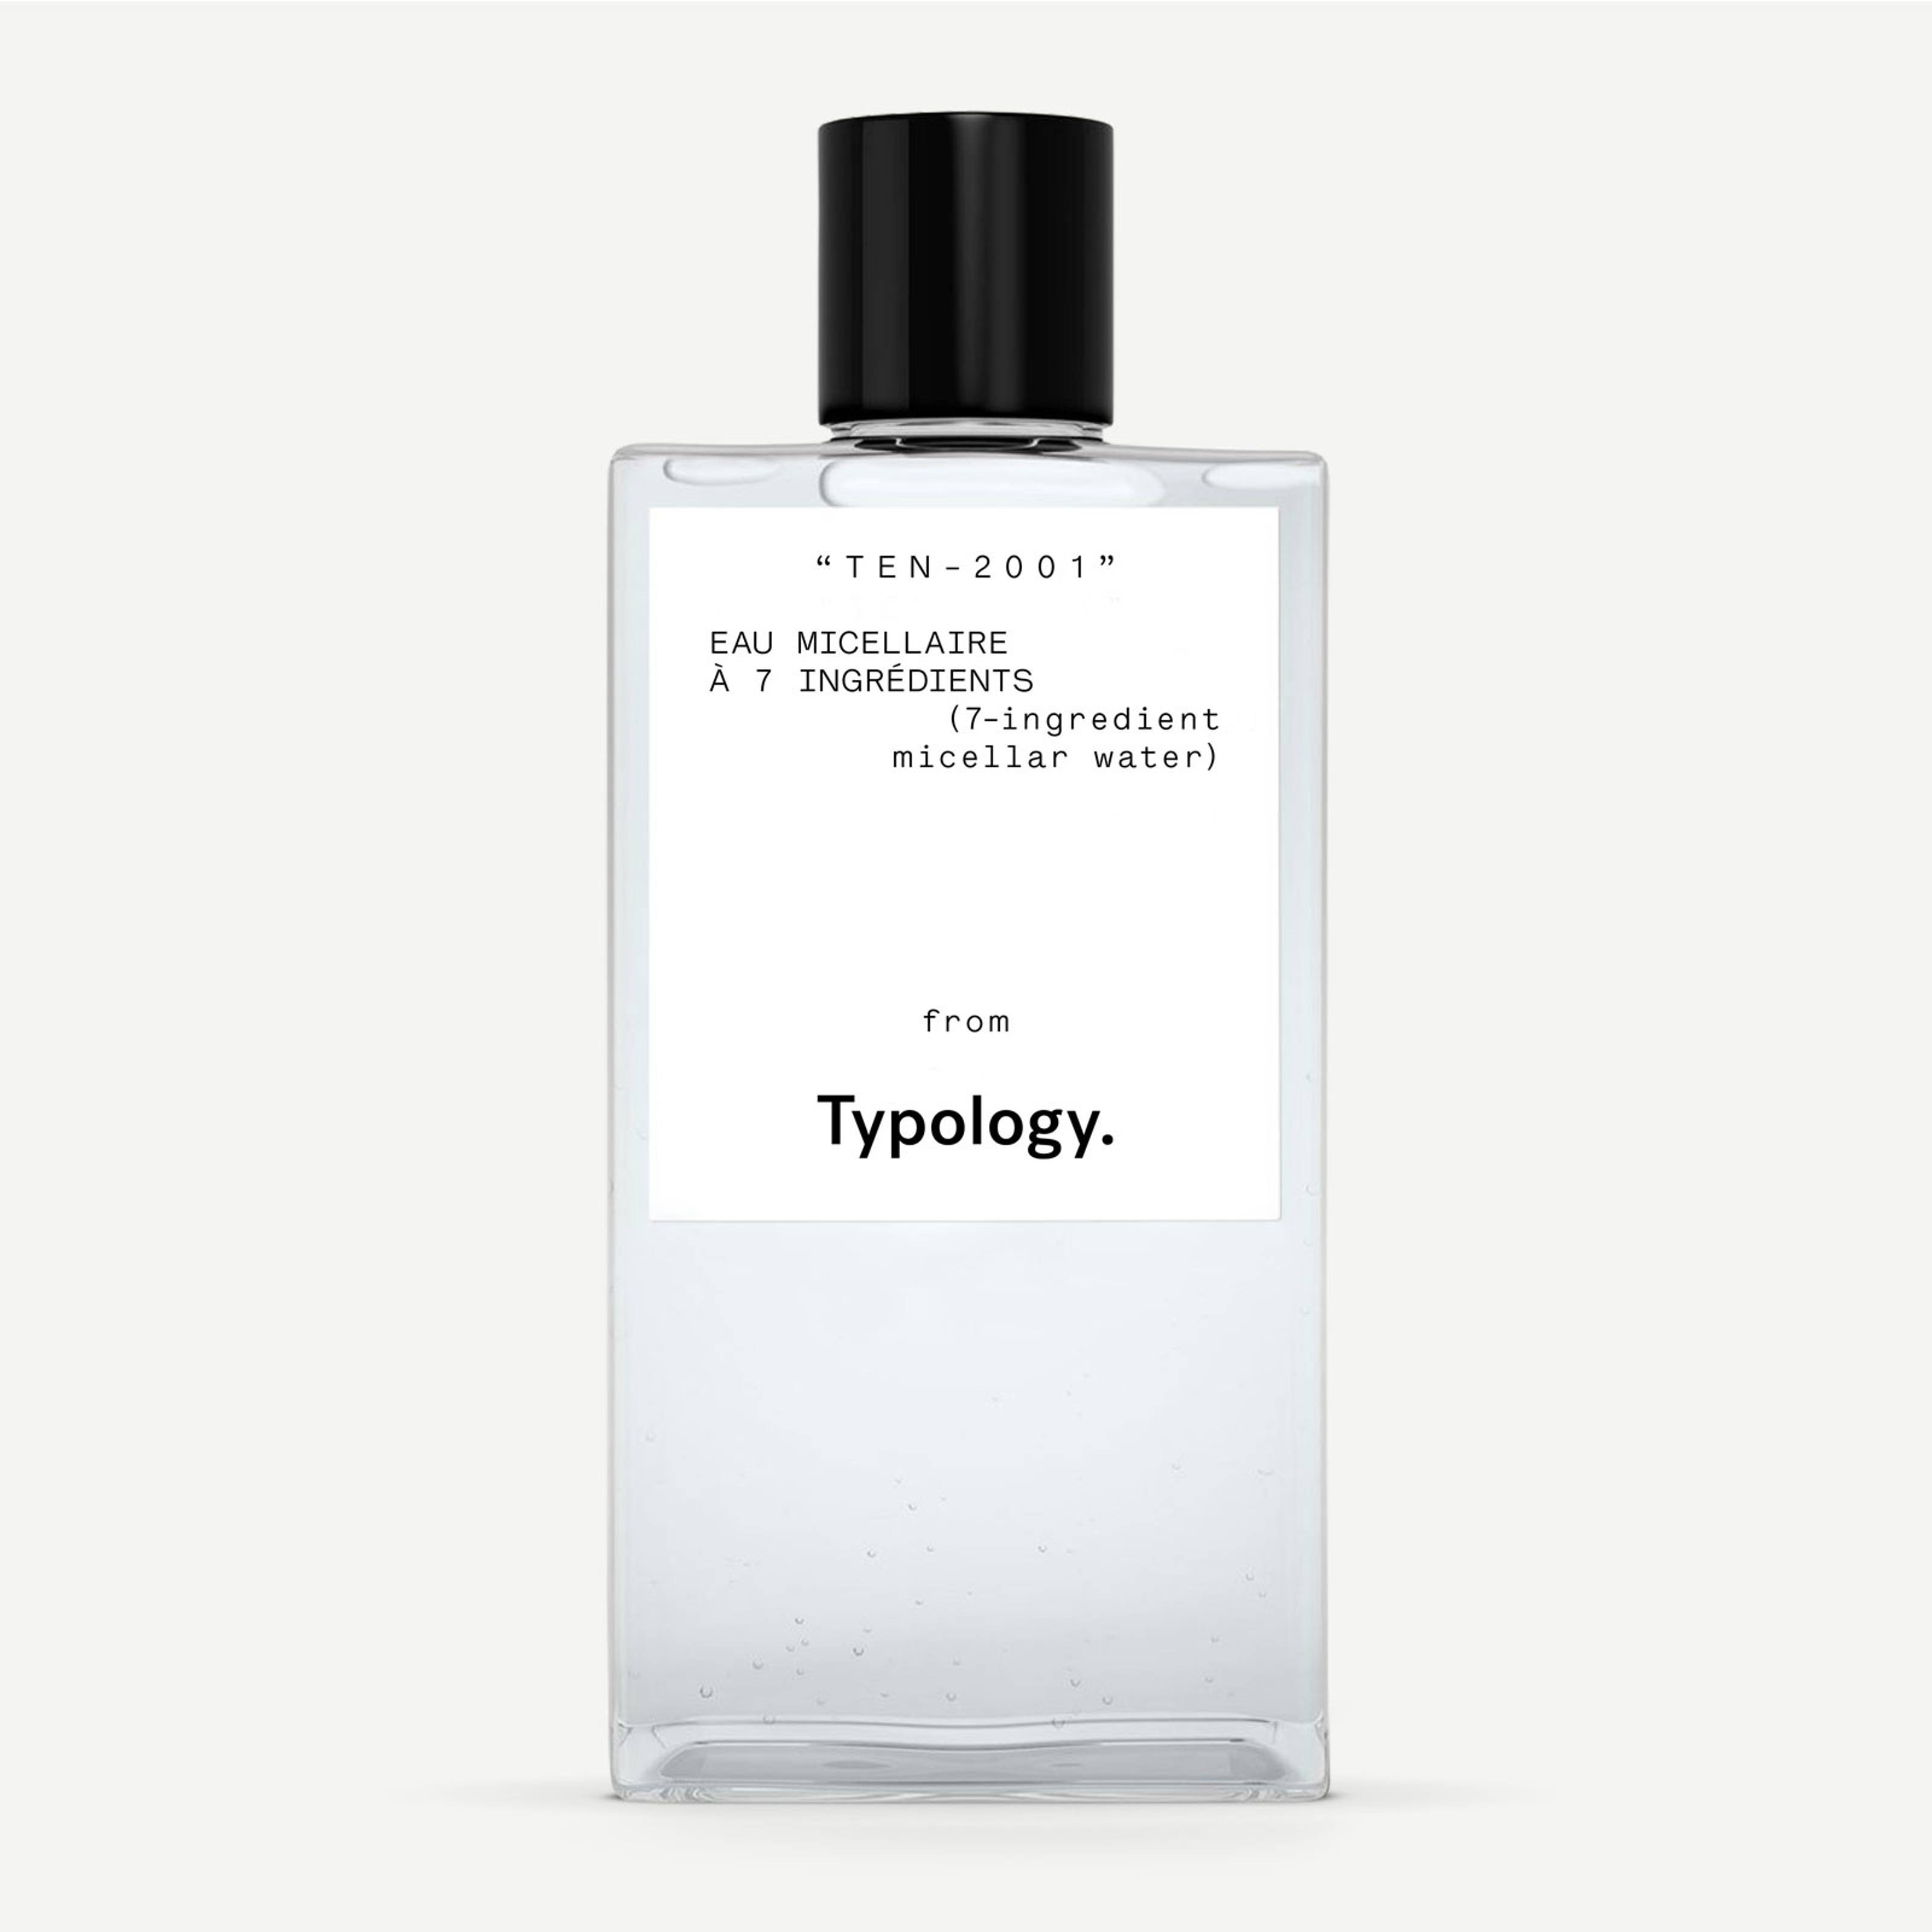 “TEN-2001”
EAU MICELLAIRE
À 7 INGRÉDIENTS
(7-ingredient
micellar water)
from
Typology.